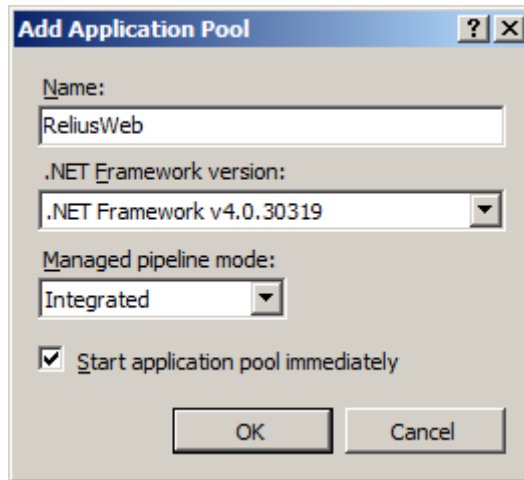 Add Application Pool
Name:
ReliusWeb
.NET Framework version:
.NET Framework v4.0.30319
Managed pipeline mode:
Integrated
Start application pool immediately
OK Cancel